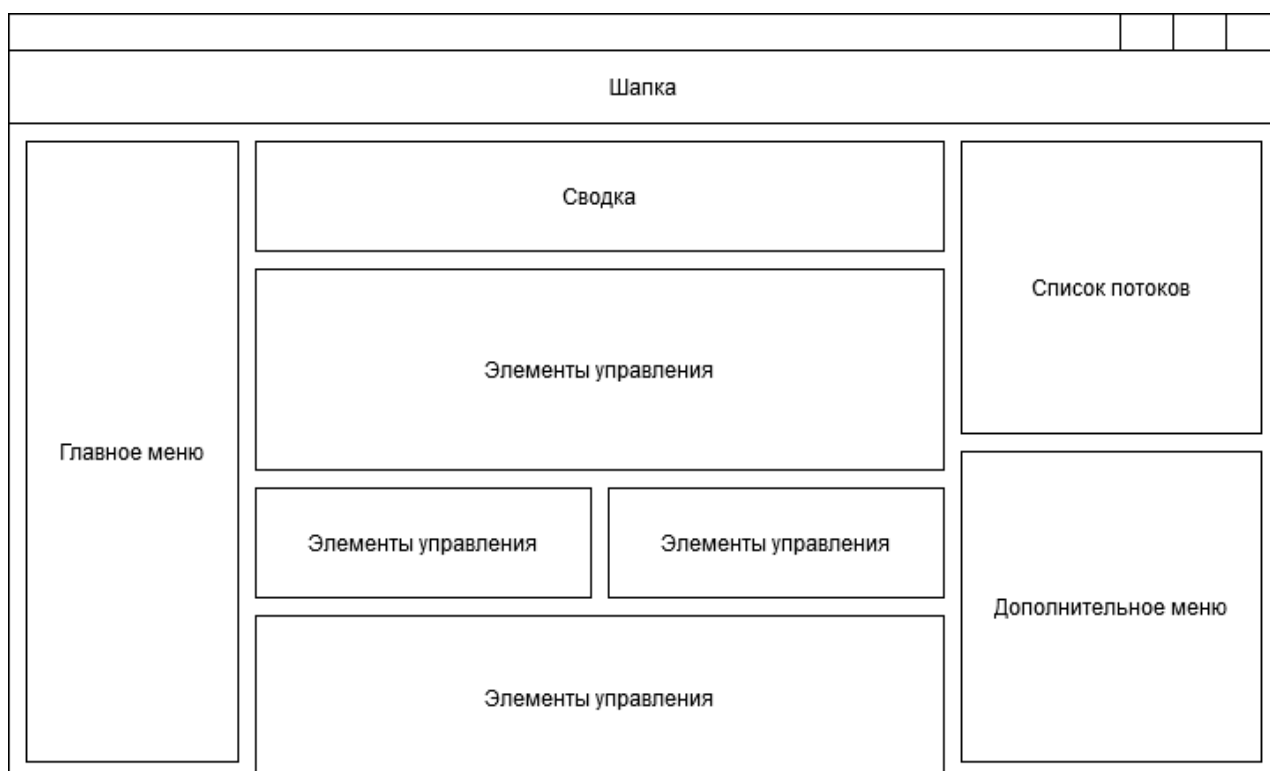 Шапка
Главное меню
Сводка
Элементы управления
Элементы управления
Элементы управления
Элементы управления
Список потоков
Дополнительное меню